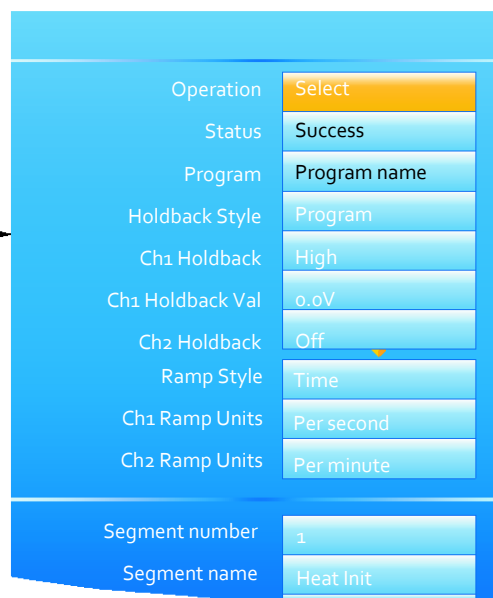 Operation Select
Status Success
Program Program name
Holdback Style Program
Ch1 Holdback High
Ch1 Holdback Val 0.0V
Ch2 Holdback Off
Ramp Style Time
Ch1 Ramp Units Per second
Ch2 Ramp Units Per minute
Segment number 1
Segment name Heat Init